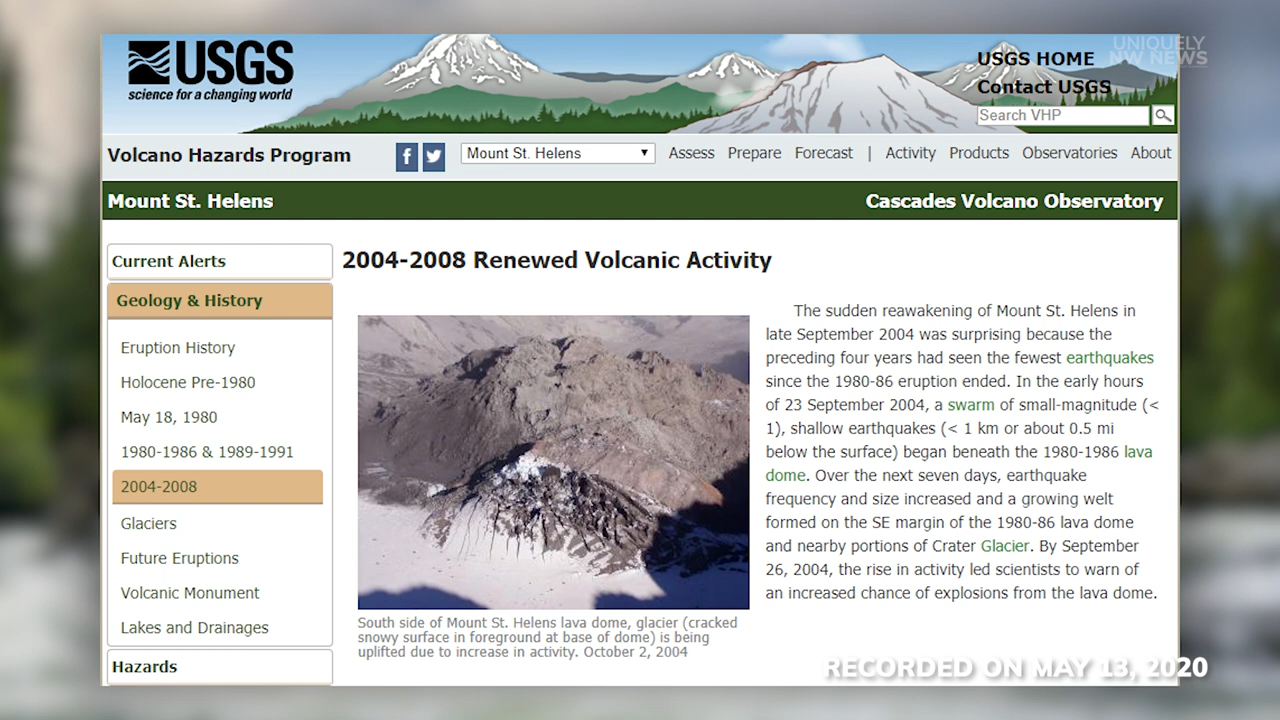 USGS
science for a changing world
UNIQUELY
NW NEWS
USGS HOME
Contact USGS
Search VHP
Volcano Hazards Program
f
Mount St. Helens
Assess Prepare Forecast | Activity Products Observatories About
Mount St. Helens
Cascades Volcano Observatory
Current Alerts
Geology & History
Eruption History
Holocene Pre-1980
May 18, 1980
1980-1986 & 1989-1991
2004-2008
Glaciers
Future Eruptions
Volcanic Monument
Lakes and Drainages
Hazards
2004-2008 Renewed Volcanic Activity
South side of Mount St. Helens lava dome, glacier (cracked
snowy surface in foreground at base of dome) is being
uplifted due to increase in activity. October 2, 2004
The sudden reawakening of Mount St. Helens in
late September 2004 was surprising because the
preceding four years had seen the fewest earthquakes
since the 1980-86 eruption ended. In the early hours
of 23 September 2004, a swarm of small-magnitude (<
1), shallow earthquakes (< 1 km or about 0.5 mi
below the surface) began beneath the 1980-1986 lava
dome. Over the next seven days, earthquake
frequency and size increased and a growing welt
formed on the SE margin of the 1980-86 lava dome
and nearby portions of Crater Glacier. By September
26, 2004, the rise in activity led scientists to warn of
an increased chance of explosions from the lava dome.
RECORDED ON MAY 13, 2020